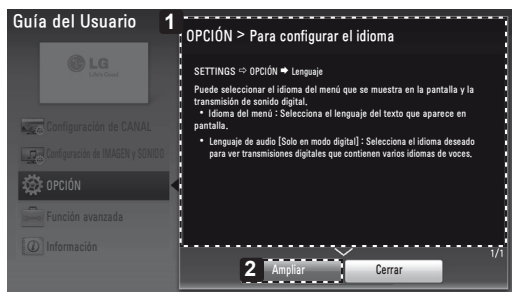 Guía del Usuario
1
LG
Life's Good
Configuración de CANAL
Configuración de IMAGEN y SONIDO
OPCIÓN
Función avanzada
Información
OPCIÓN > Para configurar el idioma
SETTINGS ⇨ OPCIÓN ➡ Lenguaje
Puede seleccionar el idioma del menú que se muestra en la pantalla y la
transmisión de sonido digital.
• Idioma del menú : Selecciona el lenguaje del texto que aparece en
pantalla.
• Lenguaje de audio [Solo en modo digital] : Selecciona el idioma deseado
para ver transmisiones digitales que contienen varios idiomas de voces.
1/1
2
Ampliar
Cerrar